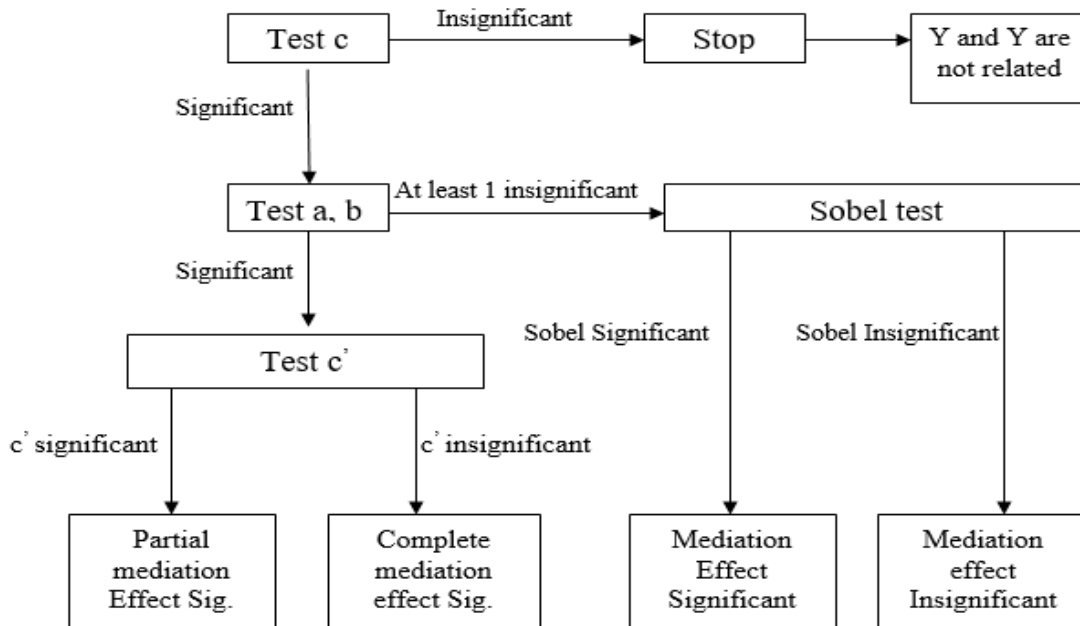 Test c
Insignificant
Stop
Y and Y are
not related
Significant
Test a, b
At least 1 insignificant
Sobel test
Significant
Sobel Significant
Sobel Insignificant
Test c’
c’ significant
c’ insignificant
Partial
mediation
Effect Sig.
Complete
mediation
effect Sig.
Mediation
Effect
Significant
Mediation
effect
Insignificant